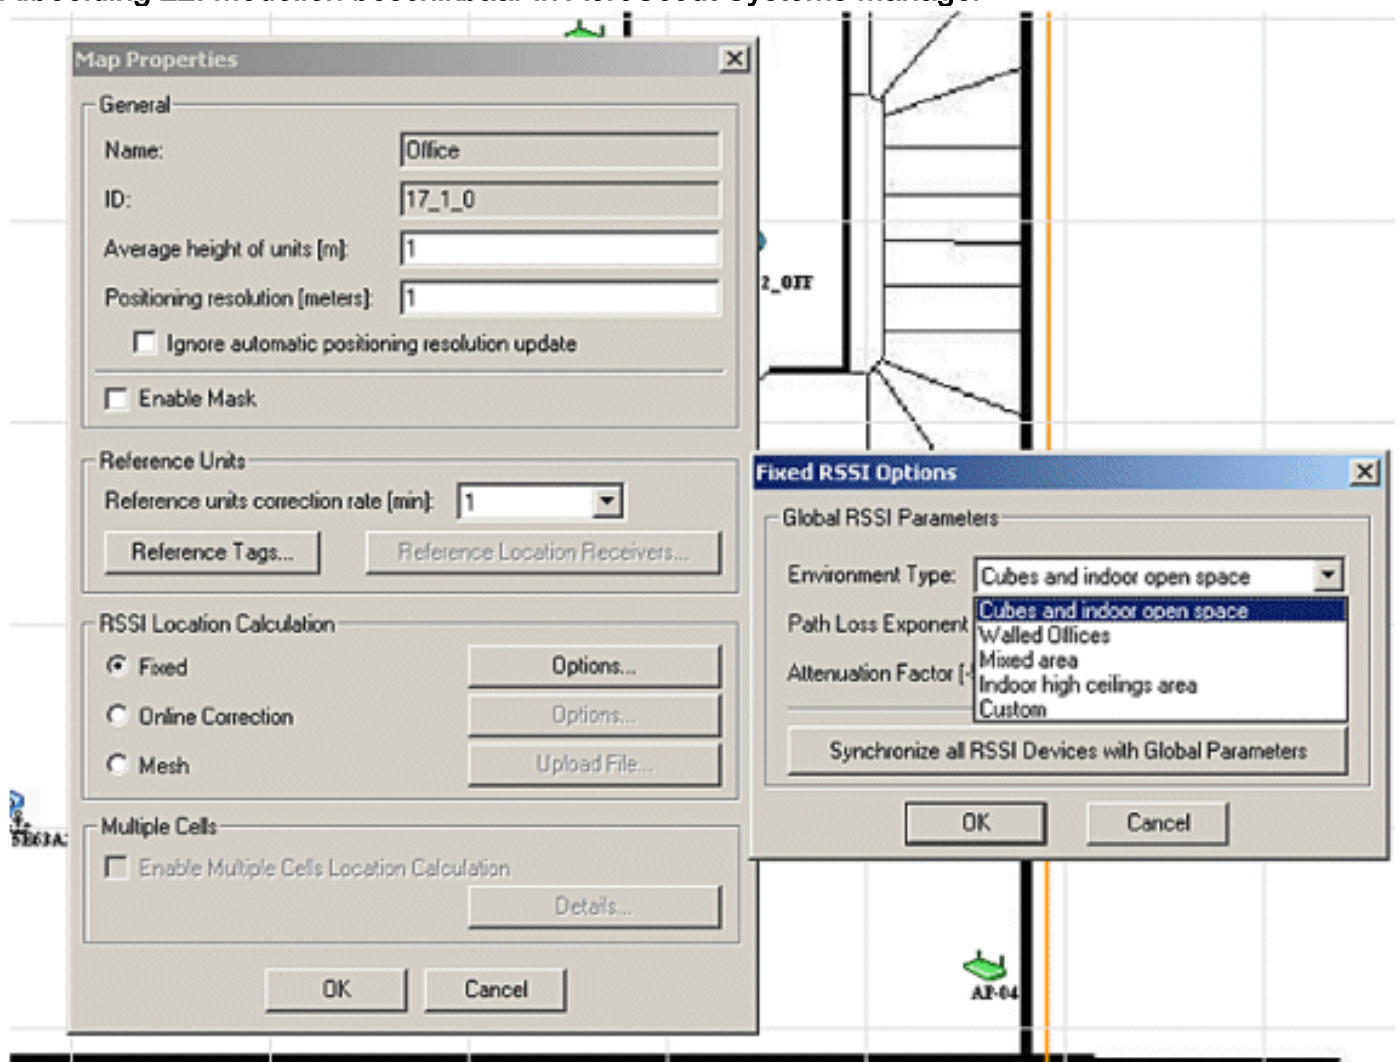 Map Properties
General
Name:
Office
ID:
17_1_0
Average height of units [m]:
1
Positioning resolution [meters]:
1
Ignore automatic positioning resolution update
Enable Mask
Reference Units
Reference units correction rate [min]:
1
Reference Tags...
Reference Location Receivers...
RSSI Location Calculation
Fixed
Options...
Online Correction
Options...
Mesh
Upload File...
Multiple Cells
Enable Multiple Cells Location Calculation
Details...
OK
Cancel
2_OFF
Fixed RSSI Options
Global RSSI Parameters
Environment Type:
Cubes and indoor open space
Cubes and indoor open space
Walled Offices
Mixed area
Indoor high ceilings area
Custom
Path Loss Exponent
Attenuation Factor [-
Synchronize all RSSI Devices with Global Parameters
OK
Cancel
AP-04